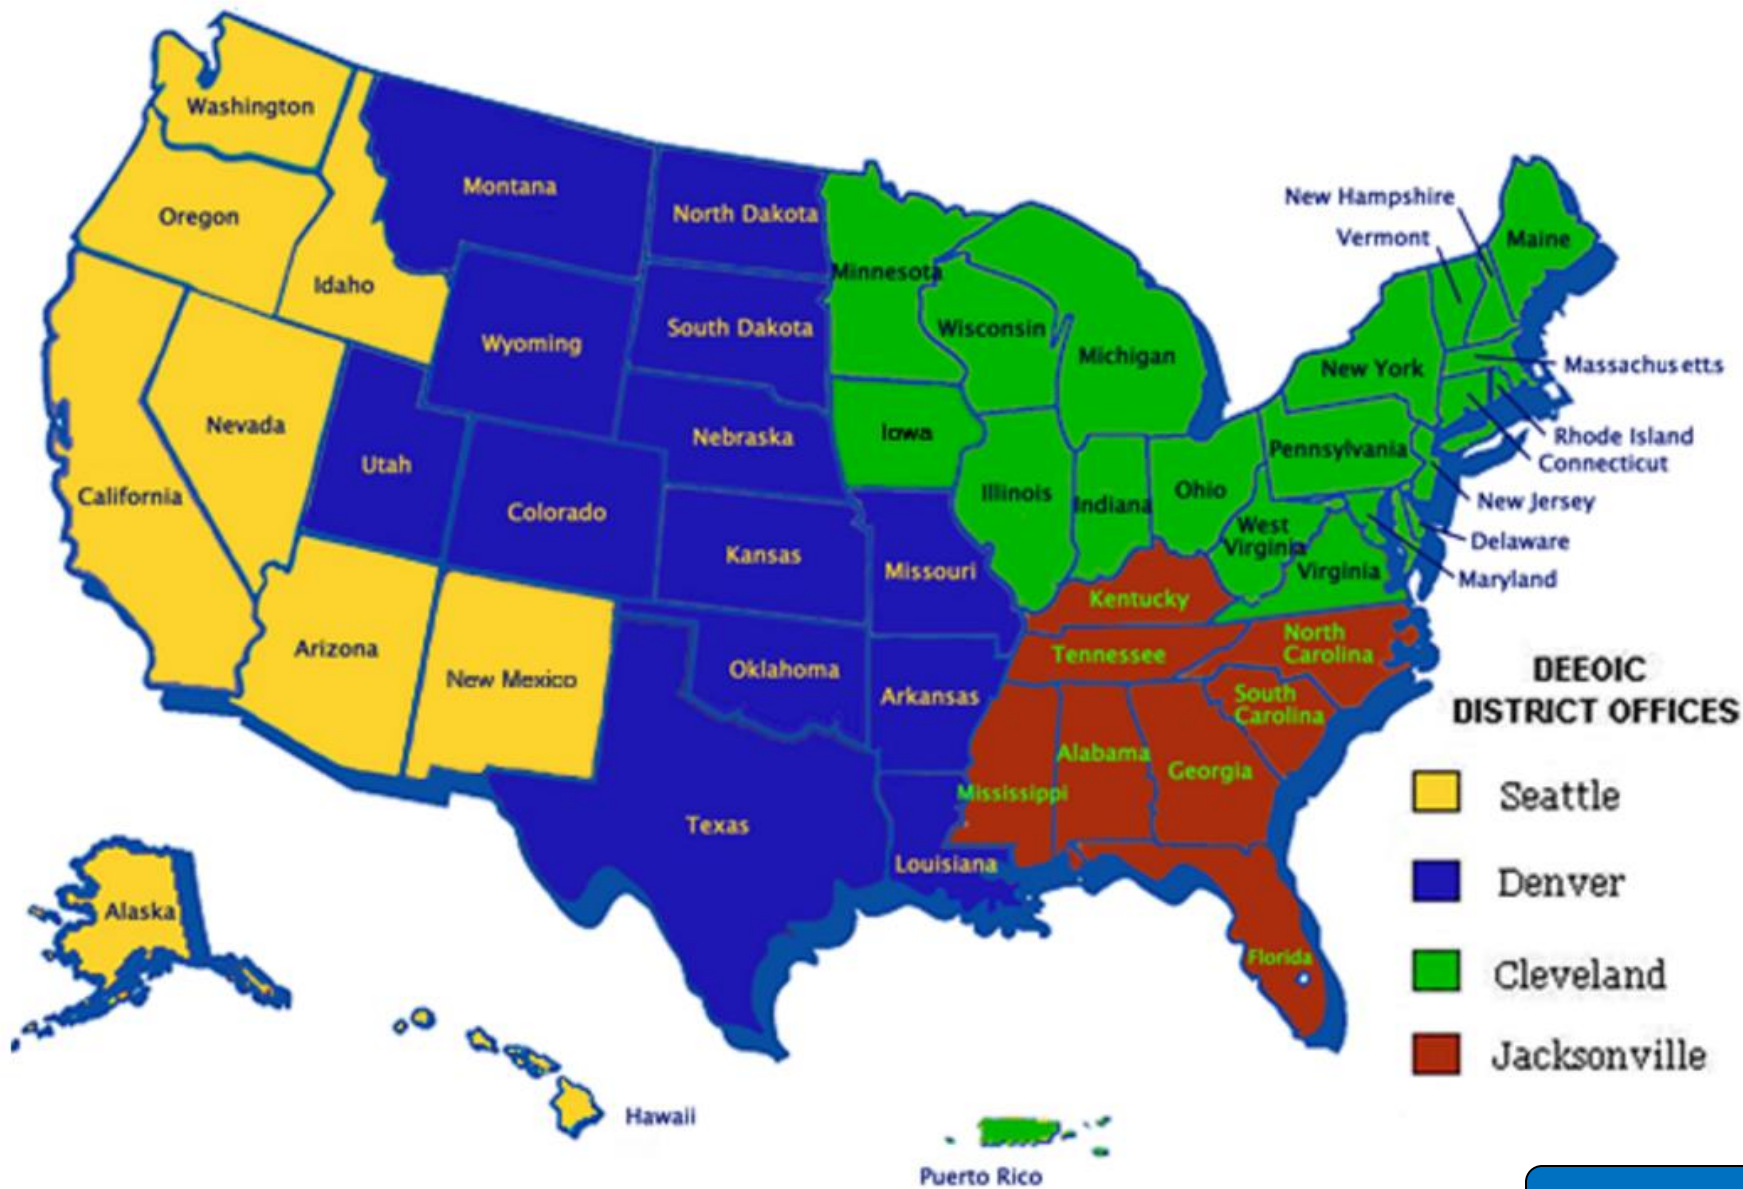 Washington
Montana
North Dakota
New Hampshire
Vermont
Maine
Oregon
Idaho
Minnesota
Wyoming
South Dakota
Wisconsin
Michigan
New York
Massachusetts
Nevada
Utah
Nebraska
Iowa
Pennsylvania
Rhode Island
Connecticut
California
Colorado
Illinois
Indiana
Ohio
New Jersey
Kansas
Missouri
West
Virginia
Virginia
Delaware
Maryland
Kentucky
Arizona
New Mexico
Oklahoma
Arkansas
Tennessee
North
Carolina
South
Carolina
Alabama
Georgia
Mississippi
Texas
Louisiana
Florida
Alaska
Hawaii
Puerto Rico
DEEOIC
DISTRICT OFFICES
Seattle
Denver
Cleveland
Jacksonville